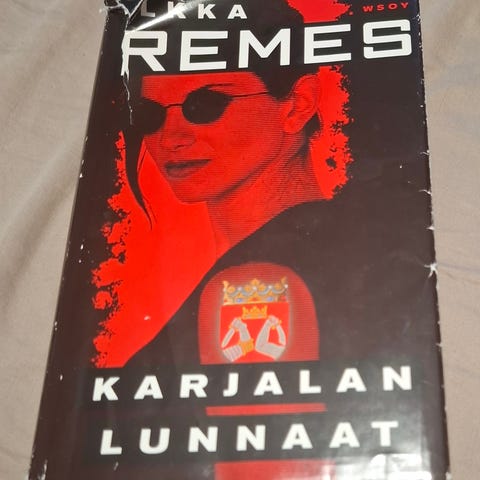 LKKA
WSOY
REMES
KARJALAN
LUNNAAT